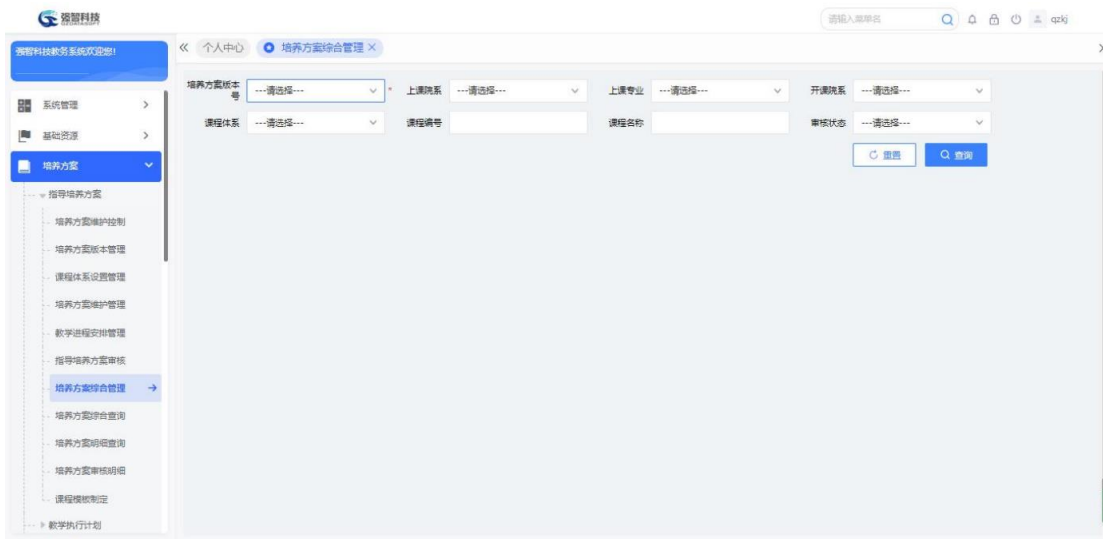 强智科技
请输入菜单名
qzkj
强智科技教务系统欢迎您!
个人中心
培养方案综合管理
系统管理
基础资源
培养方案
指导培养方案
培养方案维护控制
培养方案版本管理
课程体系设置管理
培养方案维护管理
教学进程安排管理
指导培养方案审核
培养方案综合管理
培养方案综合查询
培养方案明细查询
培养方案审核明细
课程模板制定
教学执行计划
培养方案版本号 ---请选择--- * 上课院系 ---请选择--- 上课专业 ---请选择--- 开课院系 ---请选择---
课程体系 ---请选择--- 课程编号 课程名称 审核状态 ---请选择---
重置 查询